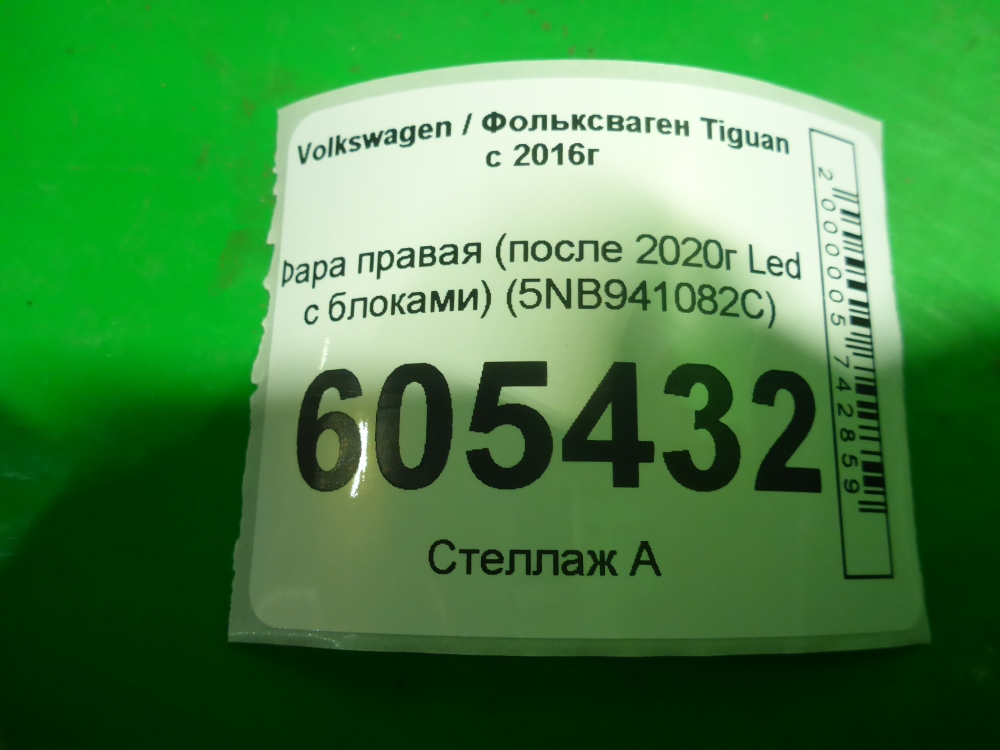 Volkswagen / Фольксваген Tiguan
с 2016г
Фара правая (после 2020г Led
с блоками) (5NB941082C)
605432
Стеллаж А
2000005742859